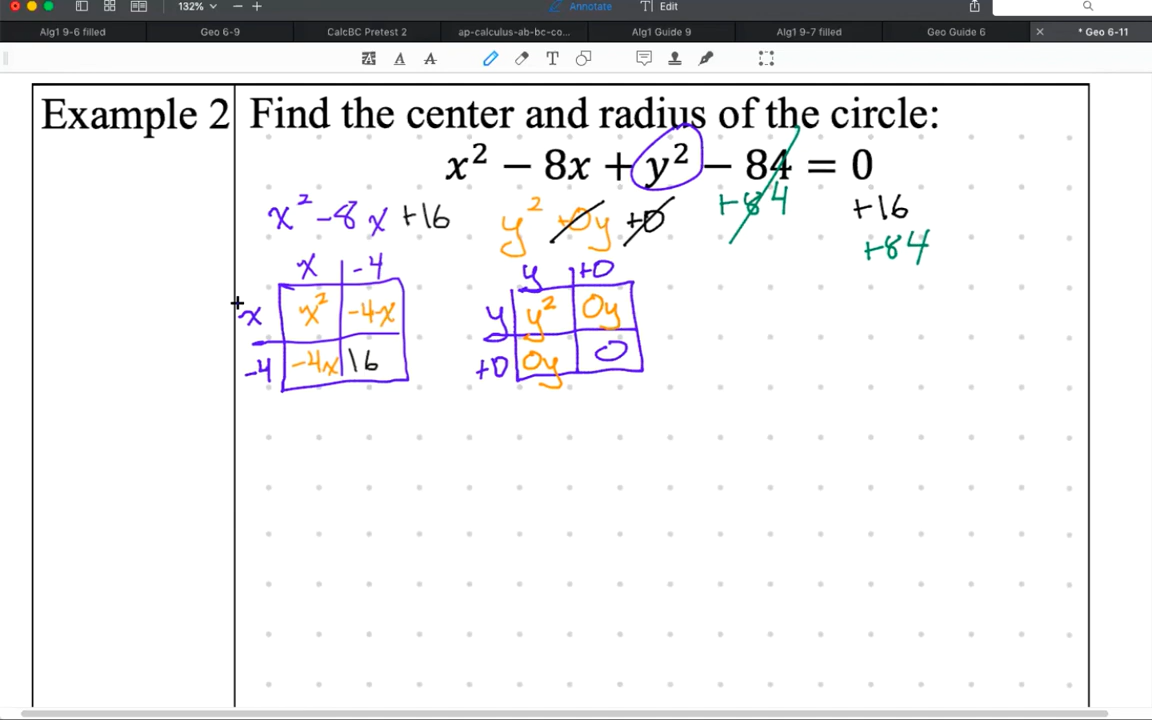 132% Annotate T Edit
Alg1 9-6 filled Geo 6-9 CalcBC Pretest 2 ap-calculus-ab-bc-co... Alg1 Guide 9 Alg1 9-7 filled Geo Guide 6 * Geo 6-11
Example 2 Find the center and radius of the circle:
x² − 8x + y² − 84 = 0
x² -8x +16 y² +0y +0 +84 +16
+84
x -4 y +0
x x² -4x y y² 0y
-4 -4x 16 +0 0y 0